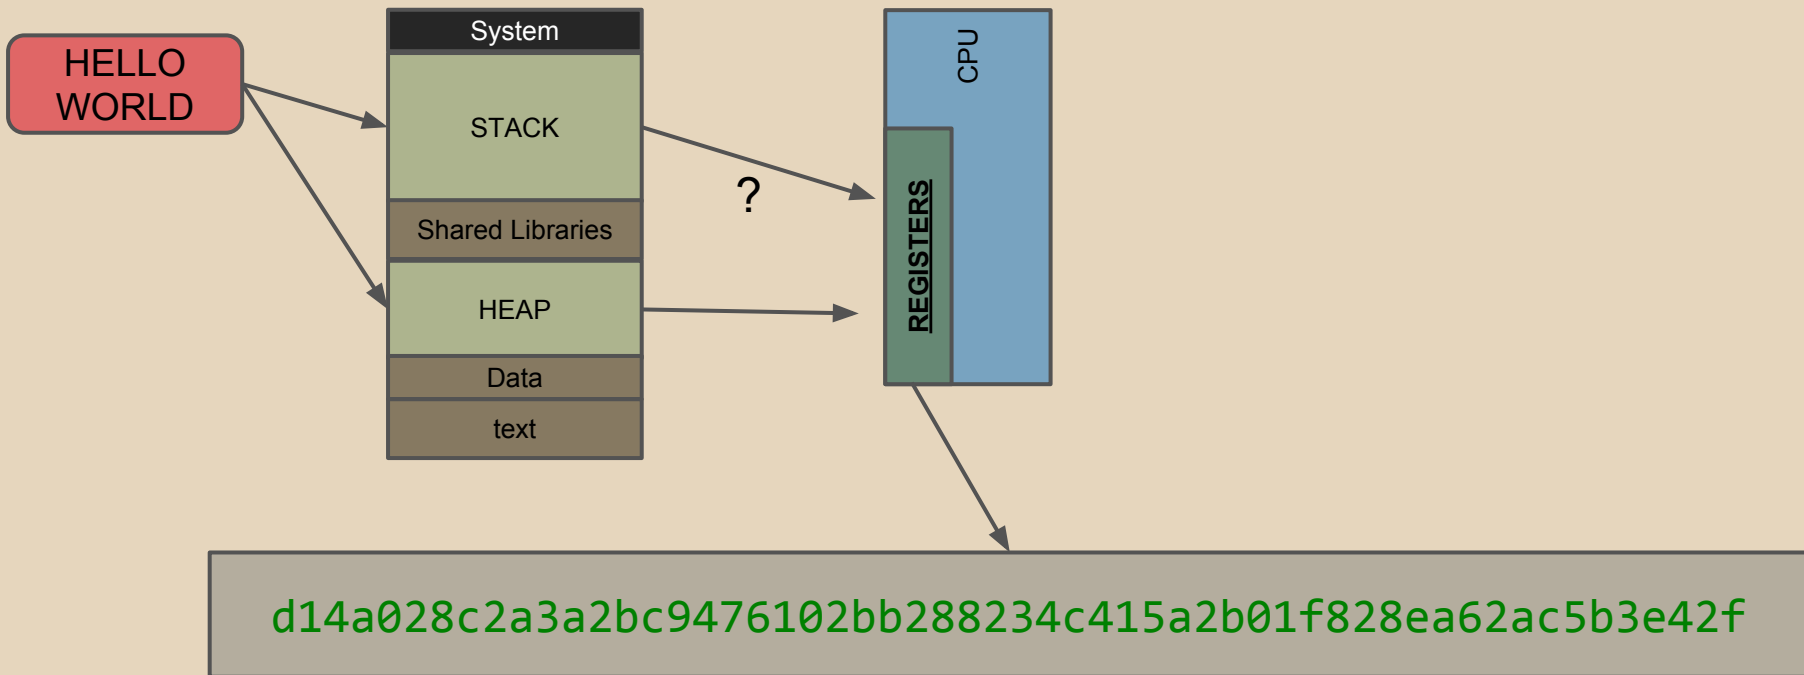 HELLO
WORLD
System
STACK
Shared Libraries
HEAP
Data
text
?
CPU
REGISTERS
d14a028c2a3a2bc9476102bb288234c415a2b01f828ea62ac5b3e42f